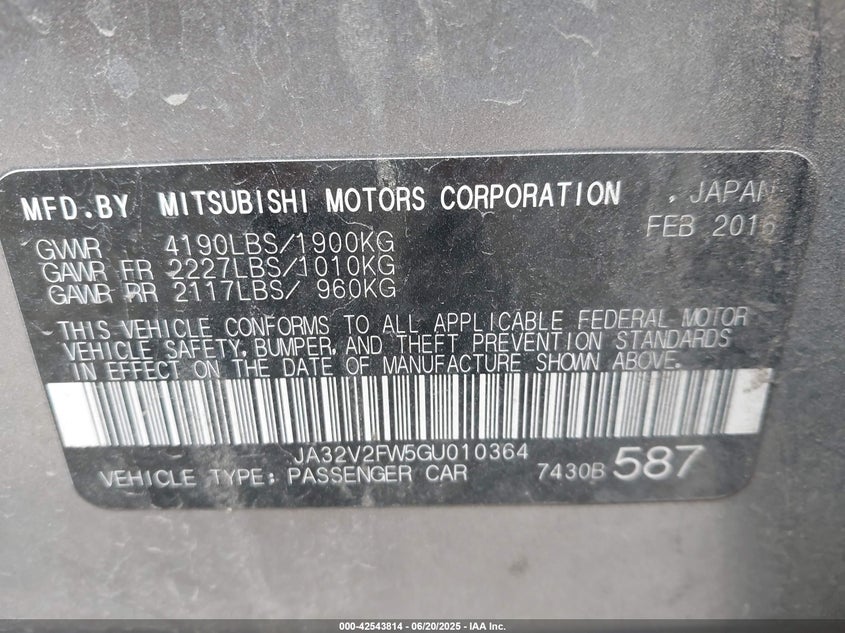 MFD.BY MITSUBISHI MOTORS CORPORATION , JAPAN
FEB 2016
GVWR 4190LBS/1900KG
GAWR FR 2227LBS/1010KG
GAWR RR 2117LBS/ 960KG
THIS VEHICLE CONFORMS TO ALL APPLICABLE FEDERAL MOTOR
VEHICLE SAFETY, BUMPER, AND THEFT PREVENTION STANDARDS
IN EFFECT ON THE DATE OF MANUFACTURE SHOWN ABOVE.
JA32V2FW5GU010364
VEHICLE TYPE: PASSENGER CAR 7430B 587
000-42543814 - 06/20/2025 - IAA Inc.